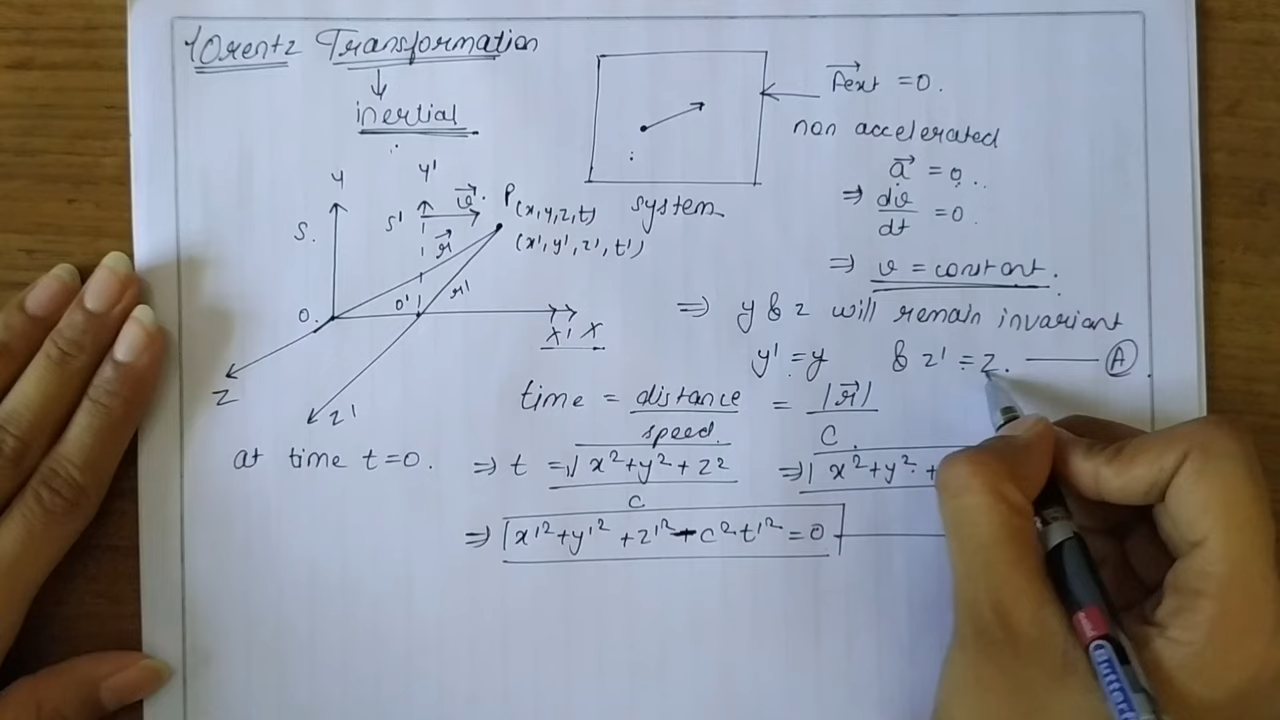 Lorentz Transformation
inertial
F⃗ext = 0.
non accelerated
a⃗ = 0
⇒ dv/dt = 0
⇒ v = constant.
system
Y
Y'
S.
S'
v⃗
P(x,y,z,t)
(x',y',z',t')
r⃗
r'
O.
O'
X' X
Z
Z'
⇒ y & z will remain invariant
y' = y & z' = z. —— Ⓐ
time = distance/speed = |r⃗|/c
at time t=0.
⇒ t = √x²+y²+z²/c ⇒ x²+y²+
⇒ x'²+y'²+z'²-c²t'²=0